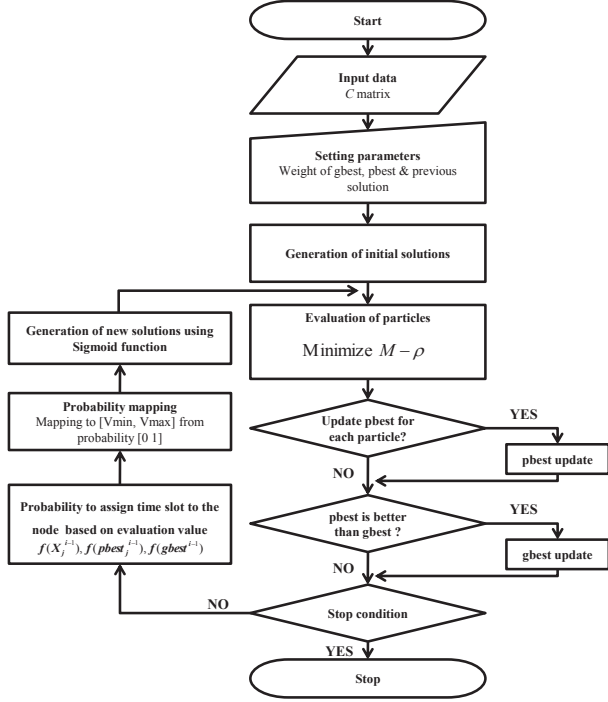 Start
Input data
C matrix
Setting parameters
Weight of gbest, pbest & previous
solution
Generation of initial solutions
Evaluation of particles
Minimize M − ρ
Generation of new solutions using
Sigmoid function
Probability mapping
Mapping to [Vmin, Vmax] from
probability [0 1]
Probability to assign time slot to the
node based on evaluation value
f(X_j^{i−1}), f(pbest_j^{i−1}), f(gbest^{i−1})
Update pbest for
each particle?
YES
pbest update
NO
pbest is better
than gbest ?
YES
gbest update
NO
Stop condition
NO
YES
Stop